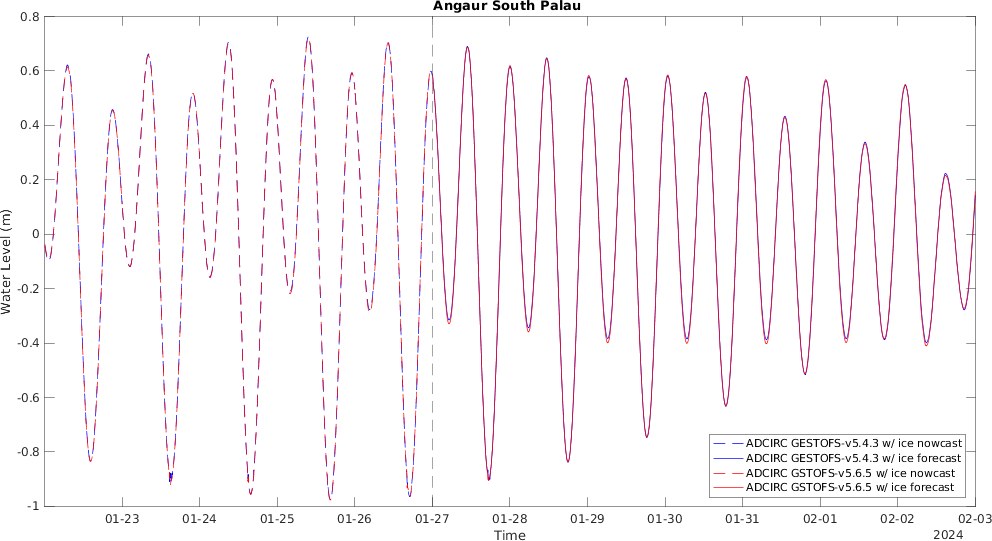 Angaur South Palau
0.8
0.6
0.4
0.2
0
-0.2
-0.4
-0.6
-0.8
-1
Water Level (m)
01-23 01-24 01-25 01-26 01-27 01-28 01-29 01-30 01-31 02-01 02-02 02-03
Time
2024
ADCIRC GESTOFS-v5.4.3 w/ ice nowcast
ADCIRC GESTOFS-v5.4.3 w/ ice forecast
ADCIRC GSTOFS-v5.6.5 w/ ice nowcast
ADCIRC GSTOFS-v5.6.5 w/ ice forecast